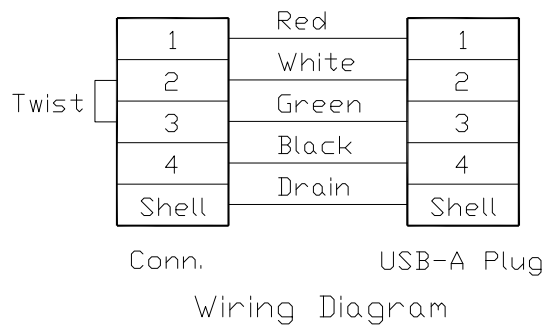 Red
1 1
White
2 2
Twist
Green
3 3
Black
4 4
Drain
Shell Shell
Conn. USB-A Plug
Wiring Diagram